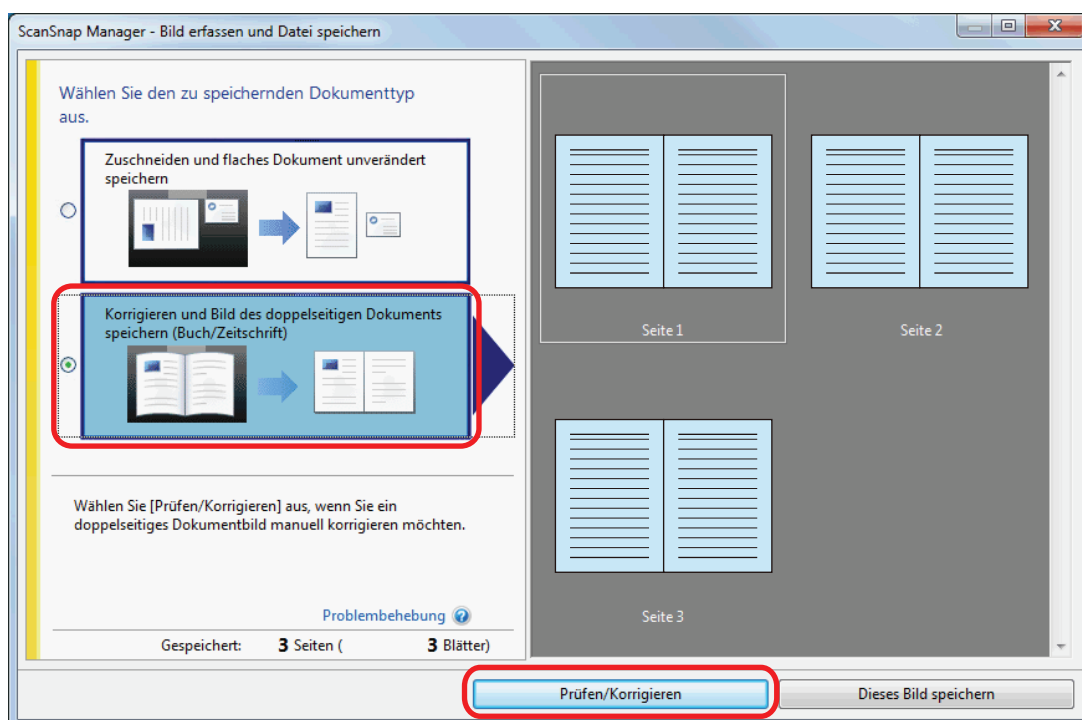 ScanSnap Manager - Bild erfassen und Datei speichern
Wählen Sie den zu speichernden Dokumenttyp
aus.
Zuschneiden und flaches Dokument unverändert
speichern
Korrigieren und Bild des doppelseitigen Dokuments
speichern (Buch/Zeitschrift)
Wählen Sie [Prüfen/Korrigieren] aus, wenn Sie ein
doppelseitiges Dokumentbild manuell korrigieren möchten.
Problembehebung
Gespeichert: 3 Seiten ( 3 Blätter)
Seite 1
Seite 2
Seite 3
Prüfen/Korrigieren
Dieses Bild speichern